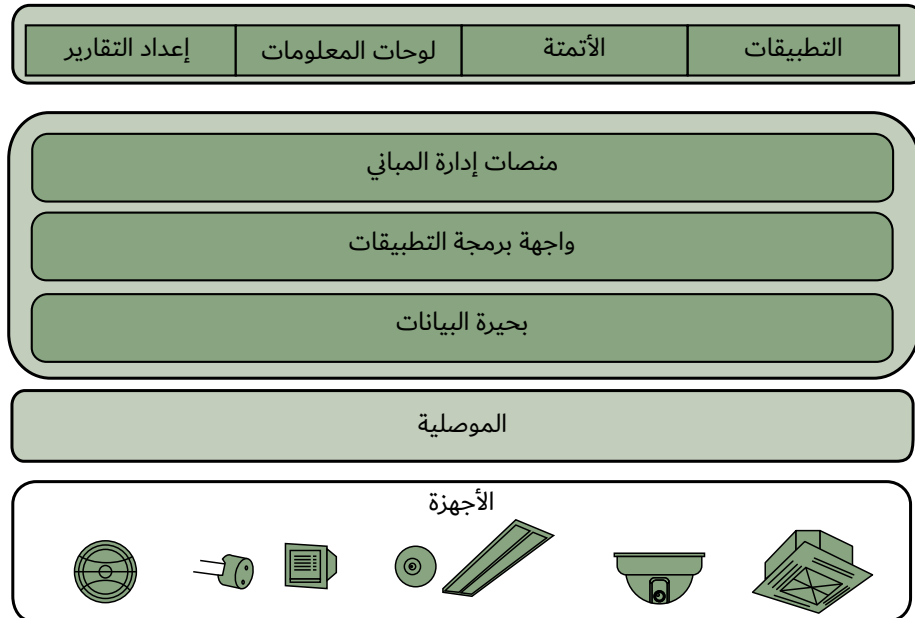 التطبيقات
الأتمتة
لوحات المعلومات
إعداد التقارير
منصات إدارة المباني
واجهة برمجة التطبيقات
بحيرة البيانات
الموصلية
الأجهزة